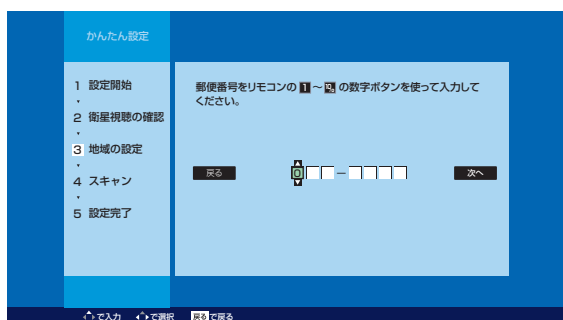 かんたん設定
1 設定開始
2 衛星視聴の確認
3 地域の設定
4 スキャン
5 設定完了
郵便番号をリモコンの 1 ～ 10 の数字ボタンを使って入力して
ください。
戻る
0 －
次へ
で入力 で選択 戻る で戻る